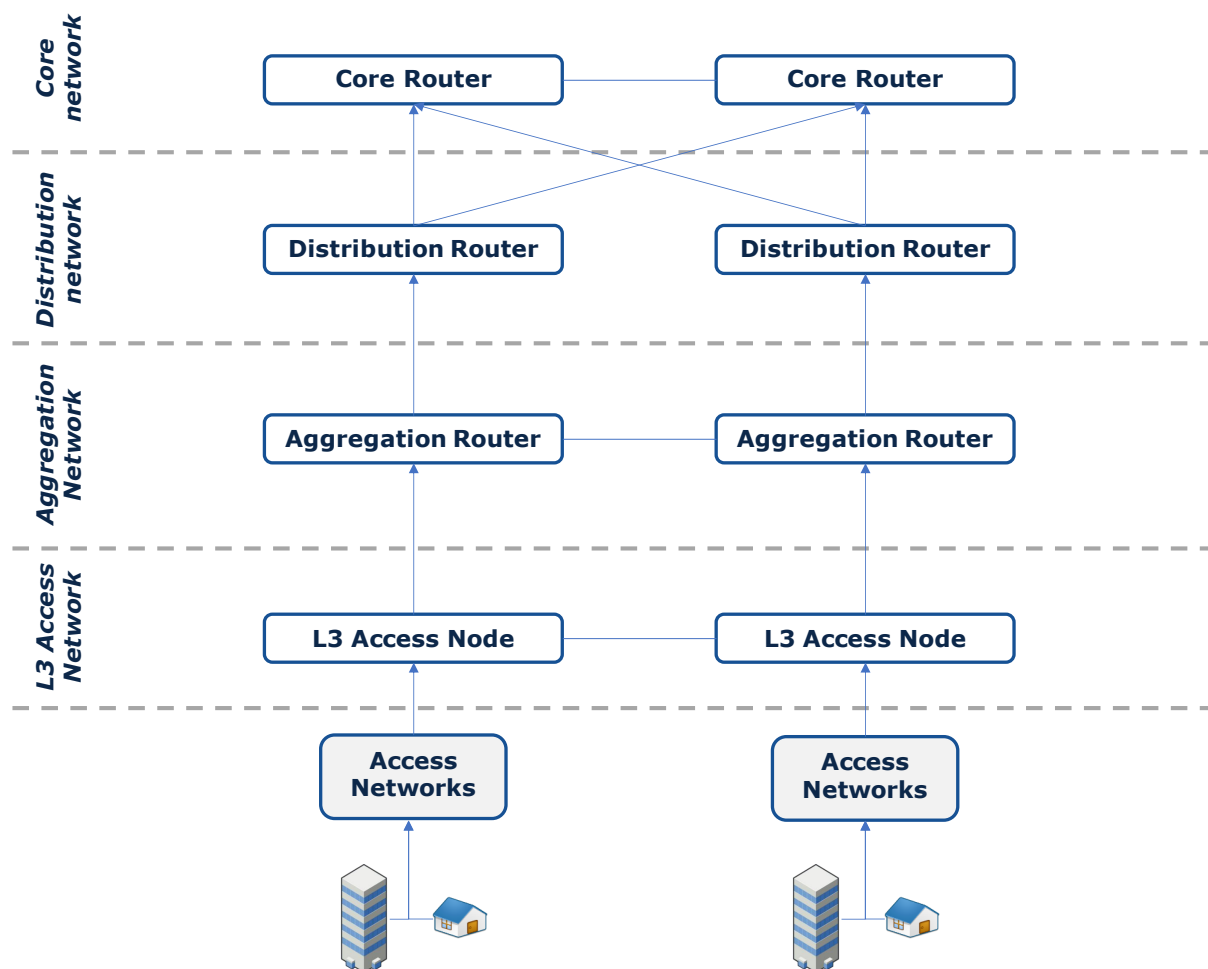 Core
network
Core Router
Core Router
Distribution
network
Distribution Router
Distribution Router
Aggregation
Network
Aggregation Router
Aggregation Router
L3 Access
Network
L3 Access Node
L3 Access Node
Access
Networks
Access
Networks